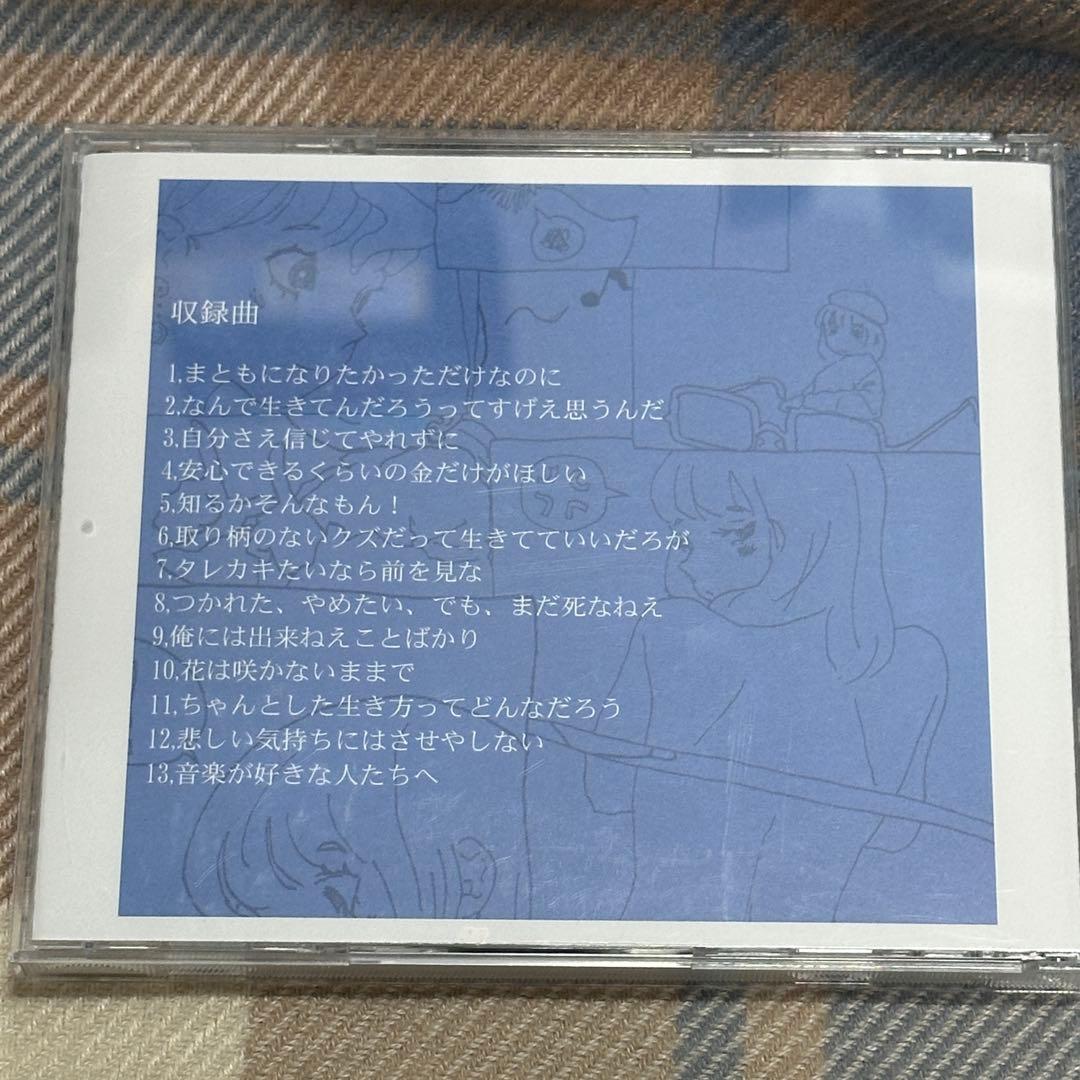 収録曲
1,まともになりたかっただけなのに
2,なんで生きてんだろうってすげえ思うんだ
3,自分さえ信じてやれずに
4,安心できるくらいの金だけがほしい
5,知るかそんなもん！
6,取り柄のないクズだって生きてていいだろが
7,タレカキたいなら前を見な
8,つかれた、やめたい、でも、まだ死なねえ
9,俺には出来ねえことばかり
10,花は咲かないままで
11,ちゃんとした生き方ってどんなだろう
12,悲しい気持ちにはさせやしない
13,音楽が好きな人たちへ